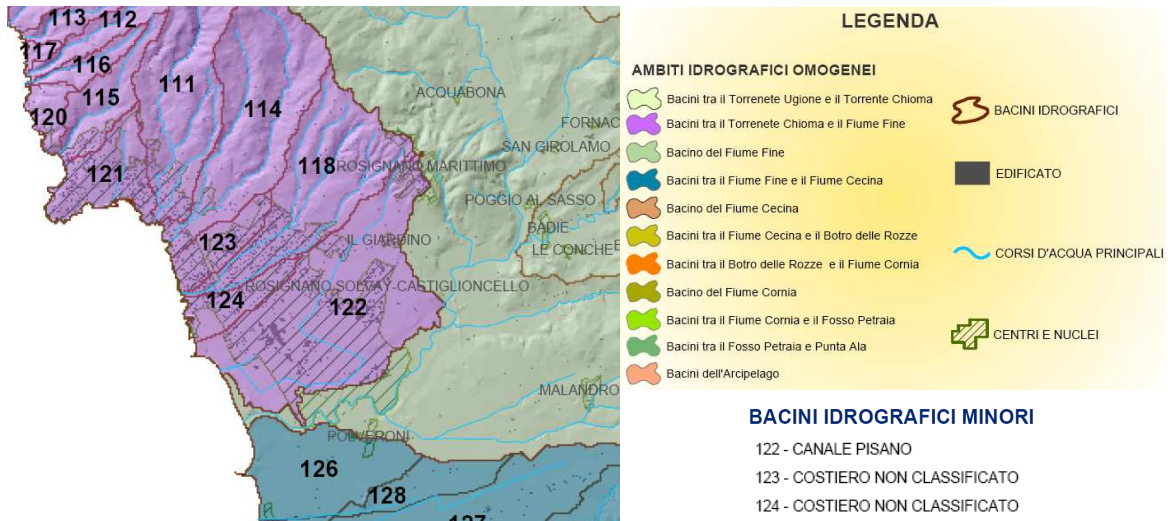 113
112
117
116
111
115
114
120
121
118
123
124
122
126
128
127
ACQUABONA
FORNAC
SAN GIROLAMO
ROSIGNANO MARITTIMO
POGGIO AL SASSO
BADIE
LE CONCHE
IL GIARDINO
ROSIGNANO SOLVAY-CASTIGLIONCELLO
MALANDRO
POLVERONI
LEGENDA
AMBITI IDROGRAFICI OMOGENEI
Bacini tra il Torrenete Ugione e il Torrente Chioma
Bacini tra il Torrenete Chioma e il Fiume Fine
Bacino del Fiume Fine
Bacini tra il Fiume Fine e il Fiume Cecina
Bacino del Fiume Cecina
Bacini tra il Fiume Cecina e il Botro delle Rozze
Bacini tra il Botro delle Rozze e il Fiume Cornia
Bacino del Fiume Cornia
Bacini tra il Fiume Cornia e il Fosso Petraia
Bacini tra il Fosso Petraia e Punta Ala
Bacini dell'Arcipelago
BACINI IDROGRAFICI
EDIFICATO
CORSI D'ACQUA PRINCIPALI
CENTRI E NUCLEI
BACINI IDROGRAFICI MINORI
122 - CANALE PISANO
123 - COSTIERO NON CLASSIFICATO
124 - COSTIERO NON CLASSIFICATO